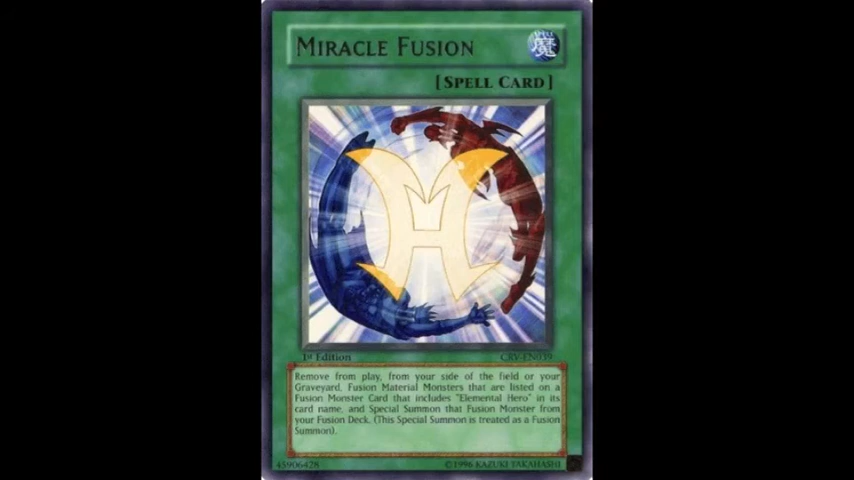 MIRACLE FUSION
魔
[SPELL CARD]
H
1st Edition
CRV-EN039
Remove from play, from your side of the field or your
Graveyard, Fusion Material Monsters that are listed on a
Fusion Monster Card that includes "Elemental Hero" in its
card name, and Special Summon that Fusion Monster from
your Fusion Deck. (This Special Summon is treated as a Fusion
Summon).
45906428
©1996 KAZUKI TAKAHASHI